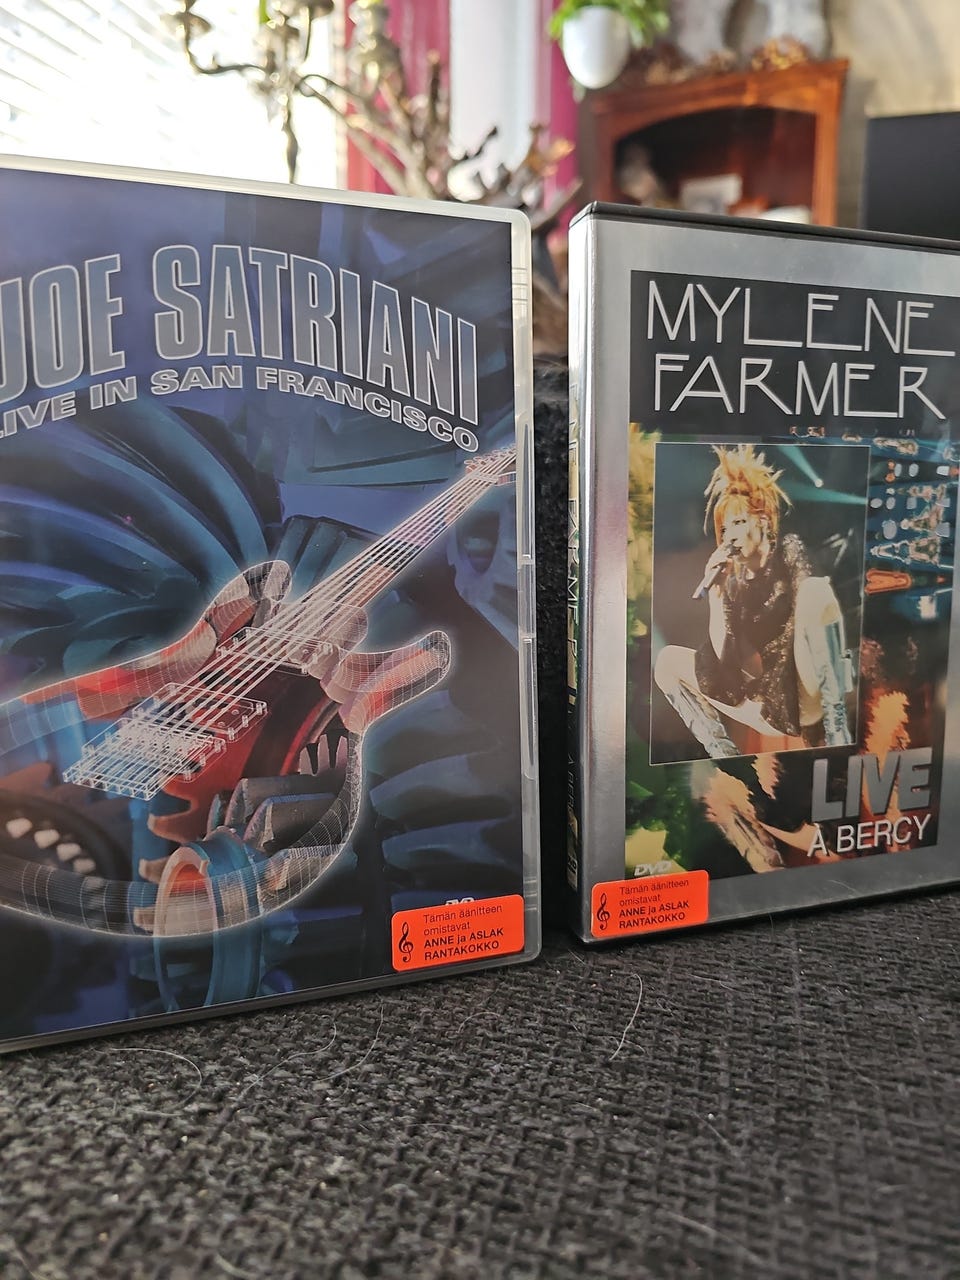 JOE SATRIANI
LIVE IN SAN FRANCISCO
DVD
Tämän äänitteen
omistavat
ANNE ja ASLAK
RANTAKOKKO
MYLENE
FARMER
LIVE
A BERCY
DVD
Tämän äänitteen
omistavat
ANNE ja ASLAK
RANTAKOKKO